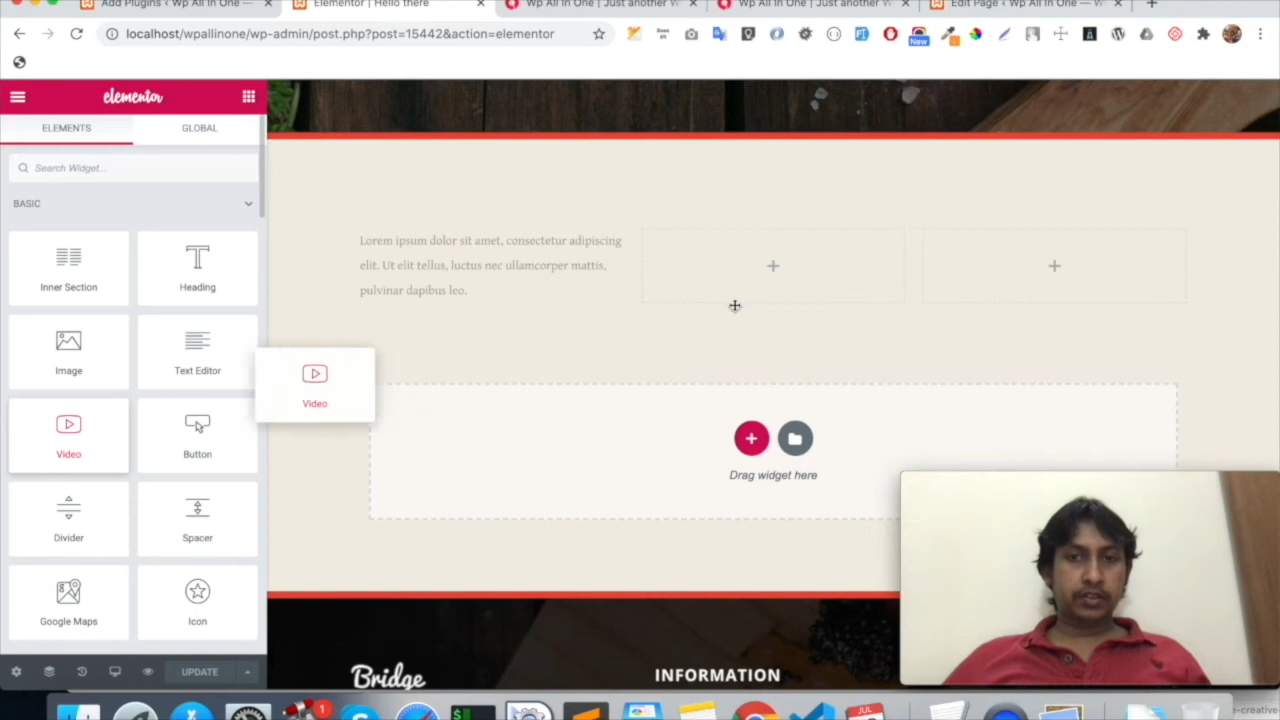 Add Plugins ‹ Wp All In One —
Elementor | Hello there
Wp All In One | Just another W
Wp All In One | Just another W
Edit Page ‹ Wp All In One — W
localhost/wpallinone/wp-admin/post.php?post=15442&action=elementor
New
elementor
ELEMENTS
GLOBAL
Search Widget...
BASIC
Inner Section
Heading
Image
Text Editor
Video
Button
Divider
Spacer
Google Maps
Icon
UPDATE
Video
Lorem ipsum dolor sit amet, consectetur adipiscing
elit. Ut elit tellus, luctus nec ullamcorper mattis,
pulvinar dapibus leo.
Drag widget here
Bridge
INFORMATION
JUL
1
e-creative-